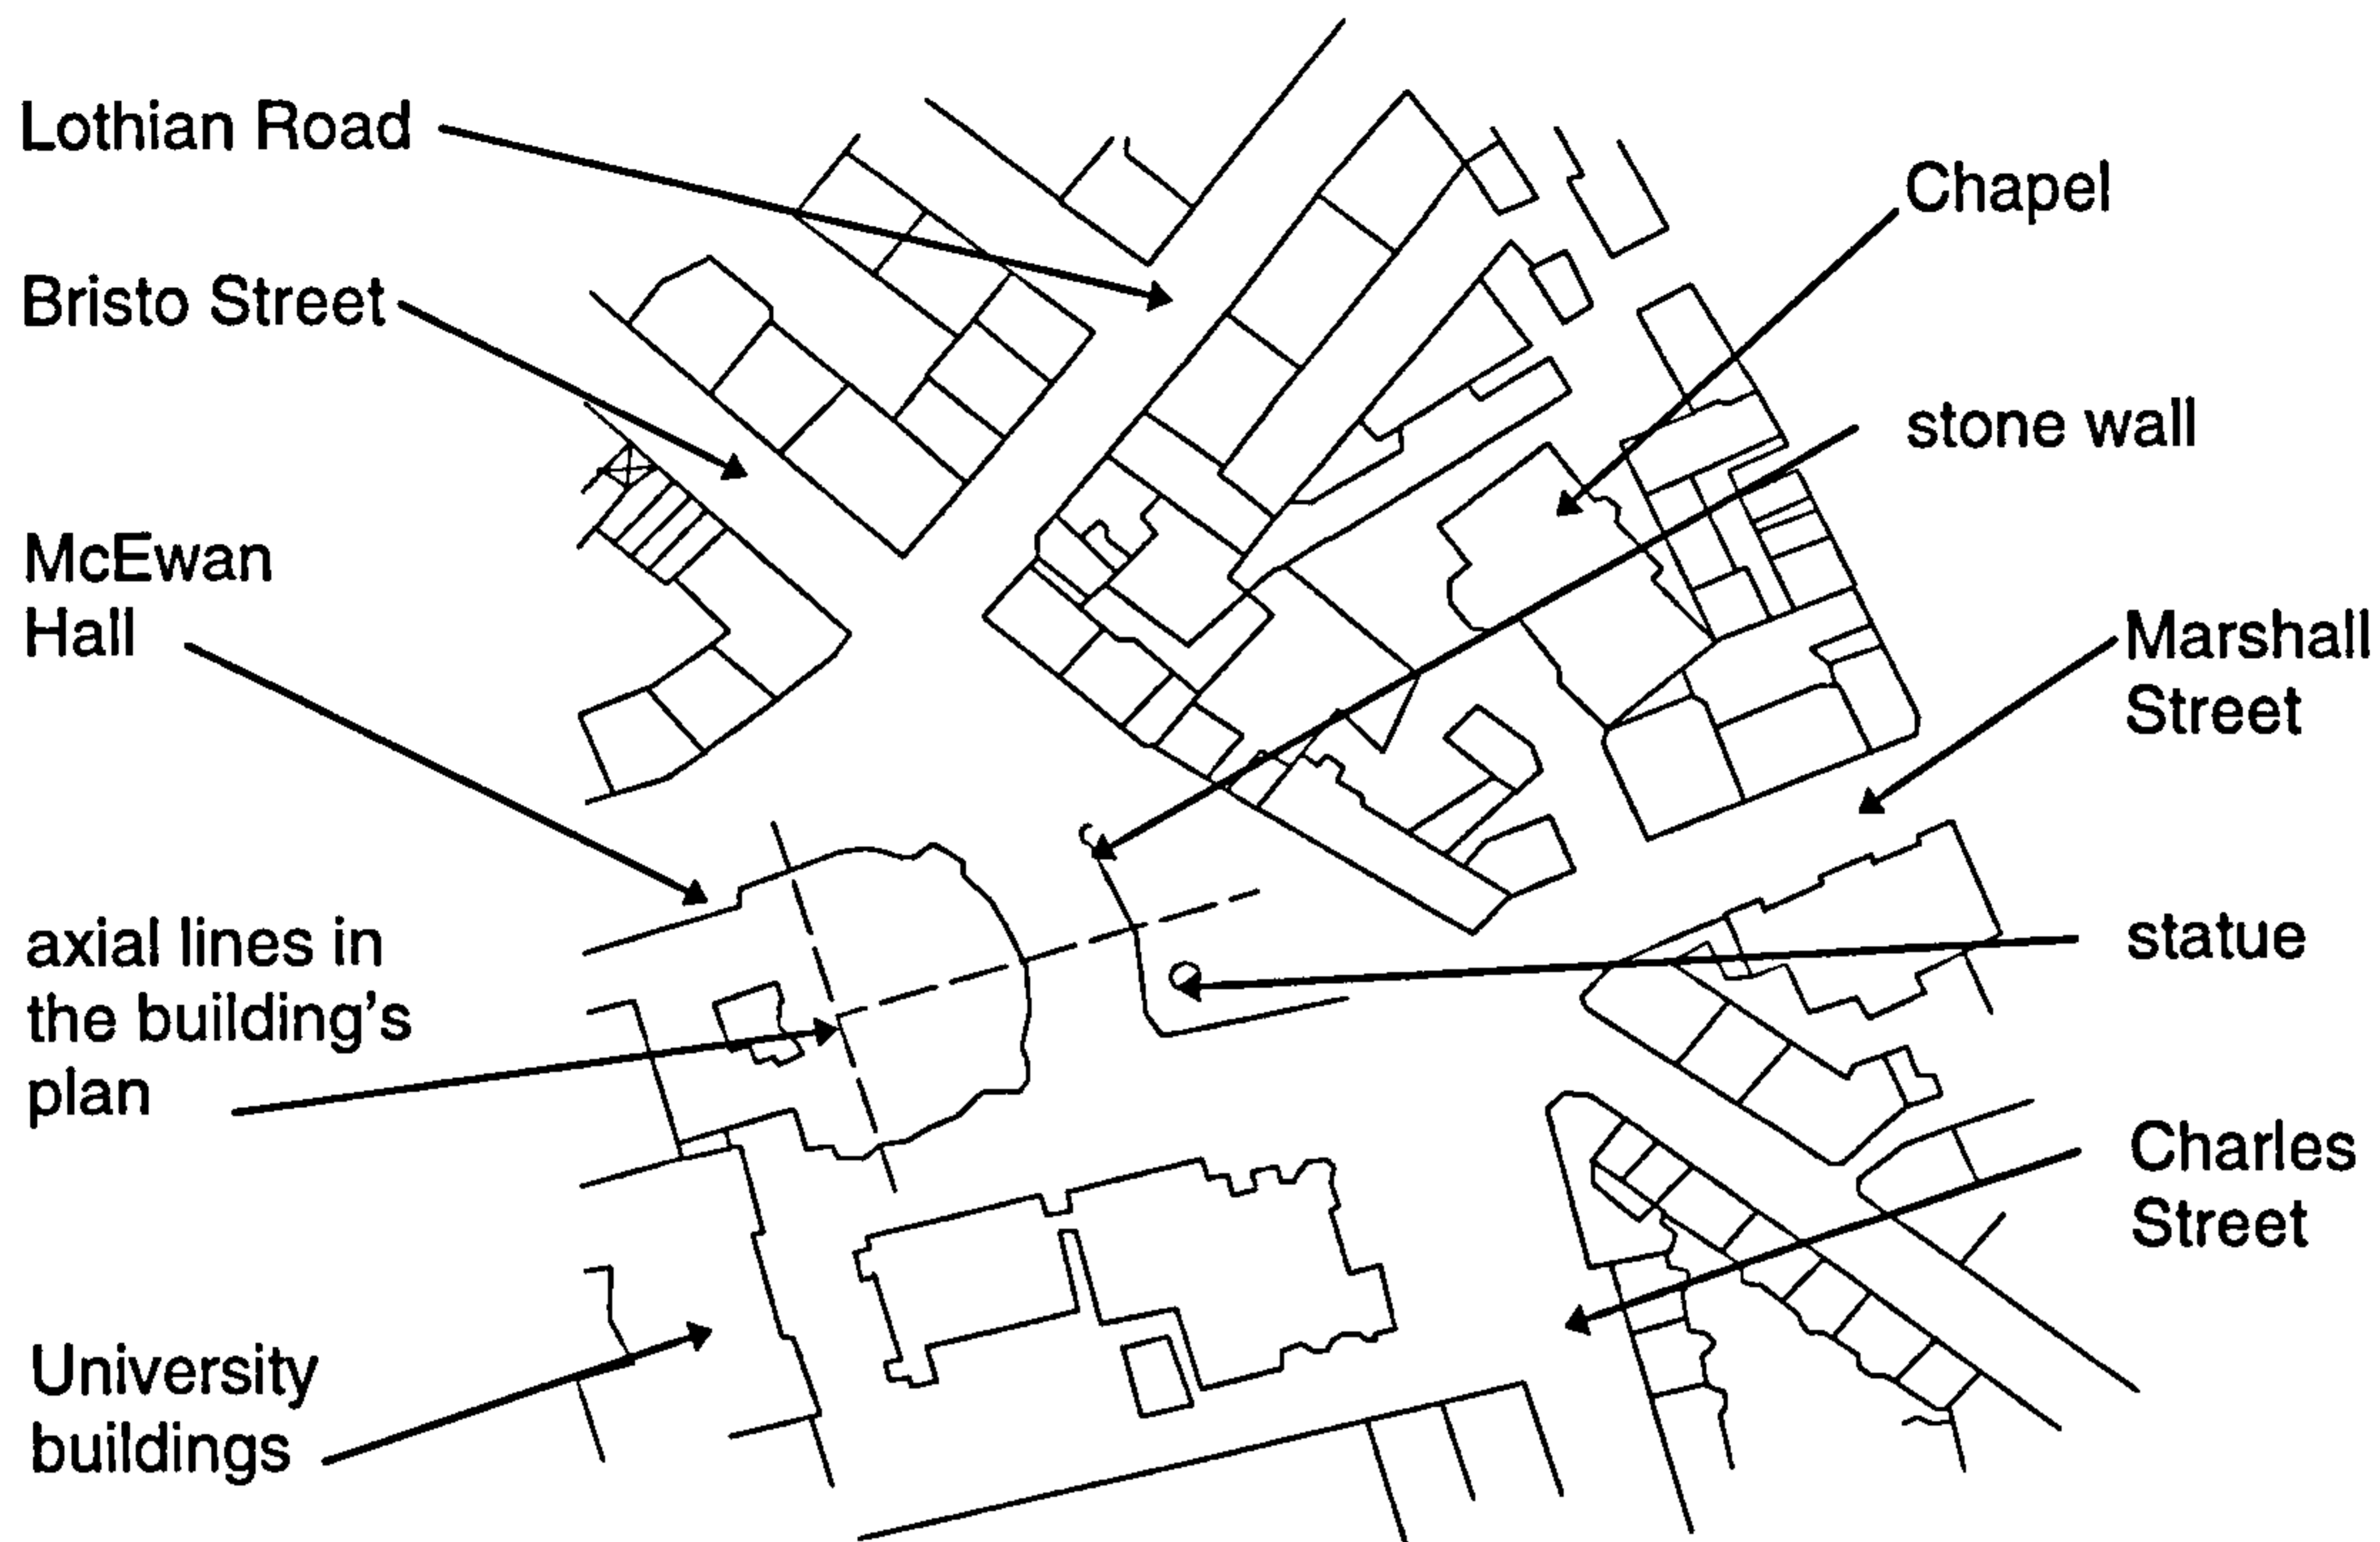 Lothian Road
Bristo Street
McEwan
Hall
axial lines in
the building's
plan
University
buildings
Chapel
stone wall
Marshall
Street
statue
Charles
Street